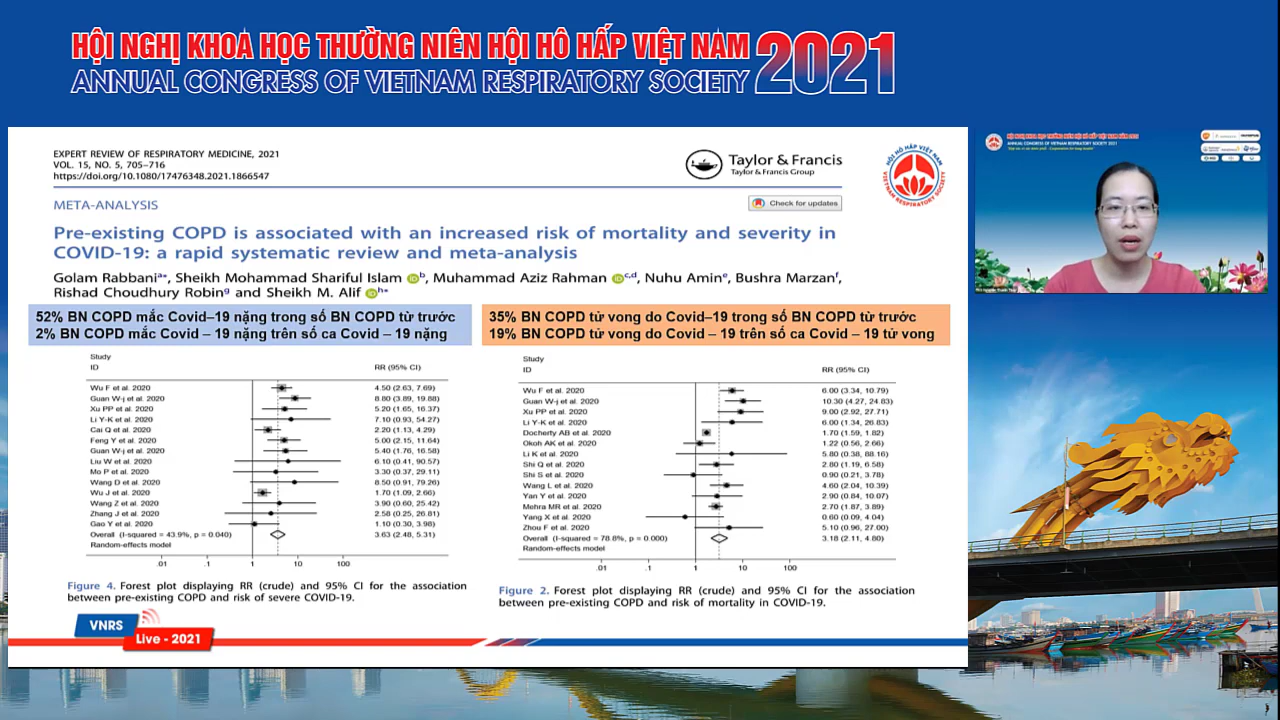 HỘI NGHỊ KHOA HỌC THƯỜNG NIÊN HỘI HÔ HẤP VIỆT NAM
ANNUAL CONGRESS OF VIETNAM RESPIRATORY SOCIETY
2021
EXPERT REVIEW OF RESPIRATORY MEDICINE, 2021
VOL. 15, NO. 5, 705–716
https://doi.org/10.1080/17476348.2021.1866547
Taylor & Francis
Taylor & Francis Group
HỘI HÔ HẤP VIỆT NAM
VIETNAM RESPIRATORY SOCIETY
META-ANALYSIS
Check for updates
Pre-existing COPD is associated with an increased risk of mortality and severity in
COVID-19: a rapid systematic review and meta-analysis
Golam Rabbaniᵃ*, Sheikh Mohammad Shariful Islam iD ᵇ, Muhammad Aziz Rahman iD ᶜ,ᵈ, Nuhu Aminᵉ, Bushra Marzanᶠ,
Rishad Choudhury Robinᵍ and Sheikh M. Alif iD ʰ*
52% BN COPD mắc Covid–19 nặng trong số BN COPD từ trước
2% BN COPD mắc Covid – 19 nặng trên số ca Covid – 19 nặng
Study
ID RR (95% CI)
Wu F et al. 2020 4.50 (2.63, 7.69)
Guan W-j et al. 2020 8.80 (3.89, 19.88)
Xu PP et al. 2020 5.20 (1.65, 16.37)
Li Y-K et al. 2020 7.10 (0.93, 54.27)
Cai Q et al. 2020 2.20 (1.13, 4.29)
Feng Y et al. 2020 5.00 (2.15, 11.64)
Guan W-j et al. 2020 5.40 (1.76, 16.58)
Liu W et al. 2020 6.10 (0.41, 90.57)
Mo P et al. 2020 3.30 (0.37, 29.11)
Wang D et al. 2020 8.50 (0.91, 79.26)
Wu J et al. 2020 1.70 (1.09, 2.66)
Wang Z et al. 2020 3.90 (0.60, 25.42)
Zhang J et al. 2020 2.58 (0.25, 26.81)
Gao Y et al. 2020 1.10 (0.30, 3.98)
Overall (I-squared = 43.9%, p = 0.040) 3.63 (2.48, 5.31)
Random-effects model
.01 .1 1 10 100
Figure 4. Forest plot displaying RR (crude) and 95% CI for the association
between pre-existing COPD and risk of severe COVID-19.
35% BN COPD tử vong do Covid–19 trong số BN COPD từ trước
19% BN COPD tử vong do Covid – 19 trên số ca Covid – 19 tử vong
Study
ID RR (95% CI)
Wu F et al. 2020 6.00 (3.34, 10.79)
Guan W-j et al. 2020 10.30 (4.27, 24.83)
Xu PP et al. 2020 9.00 (2.92, 27.71)
Li Y-K et al. 2020 6.00 (1.34, 26.83)
Docherty AB et al. 2020 1.70 (1.59, 1.82)
Okoh AK et al. 2020 1.22 (0.56, 2.66)
Li K et al. 2020 5.80 (0.38, 88.16)
Shi Q et al. 2020 2.80 (1.19, 6.58)
Shi S et al. 2020 0.90 (0.21, 3.78)
Wang L et al. 2020 4.60 (2.04, 10.39)
Yan Y et al. 2020 2.90 (0.84, 10.07)
Mehra MR et al. 2020 2.70 (1.87, 3.89)
Yang X et al. 2020 0.60 (0.09, 4.04)
Zhou F et al. 2020 5.10 (0.96, 27.00)
Overall (I-squared = 78.8%, p = 0.000) 3.18 (2.11, 4.80)
Random-effects model
.01 .1 1 10 100
Figure 2. Forest plot displaying RR (crude) and 95% CI for the association
between pre-existing COPD and risk of mortality in COVID-19.
VNRS
Live - 2021
ANNUAL CONGRESS OF VIETNAM RESPIRATORY SOCIETY 2021